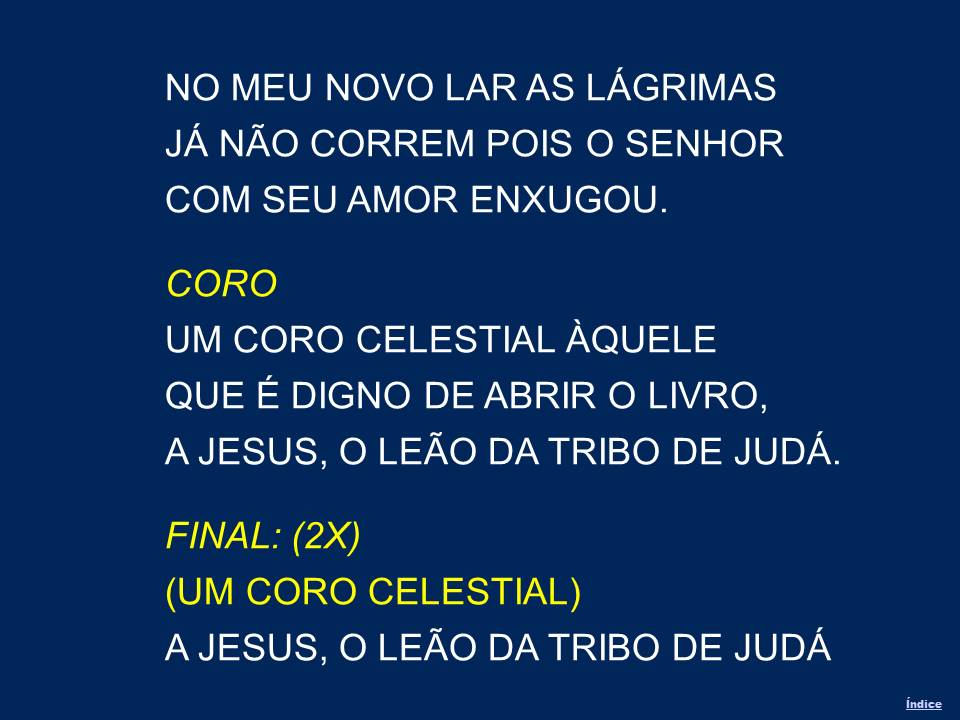 NO MEU NOVO LAR AS LÁGRIMAS
JÁ NÃO CORREM POIS O SENHOR
COM SEU AMOR ENXUGOU.
CORO
UM CORO CELESTIAL ÀQUELE
QUE É DIGNO DE ABRIR O LIVRO,
A JESUS, O LEÃO DA TRIBO DE JUDÁ.
FINAL: (2X)
(UM CORO CELESTIAL)
A JESUS, O LEÃO DA TRIBO DE JUDÁ
Índice